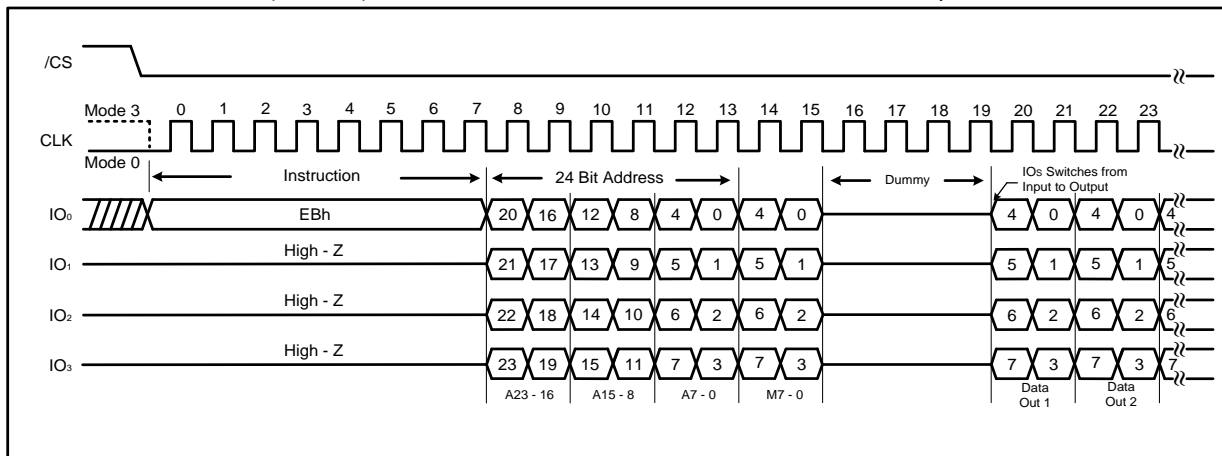 /CS
Mode 3 0 1 2 3 4 5 6 7 8 9 10 11 12 13 14 15 16 17 18 19 20 21 22 23
CLK
Mode 0
Instruction 24 Bit Address Dummy IOs Switches from
Input to Output
IO₀ EBh 20 16 12 8 4 0 4 0 4 0 4 0 4
IO₁ High - Z 21 17 13 9 5 1 5 1 5 1 5 1 5
IO₂ High - Z 22 18 14 10 6 2 6 2 6 2 6 2 6
IO₃ High - Z 23 19 15 11 7 3 7 3 7 3 7 3 7
A23 - 16 A15 - 8 A7 - 0 M7 - 0 Data
Out 1 Data
Out 2